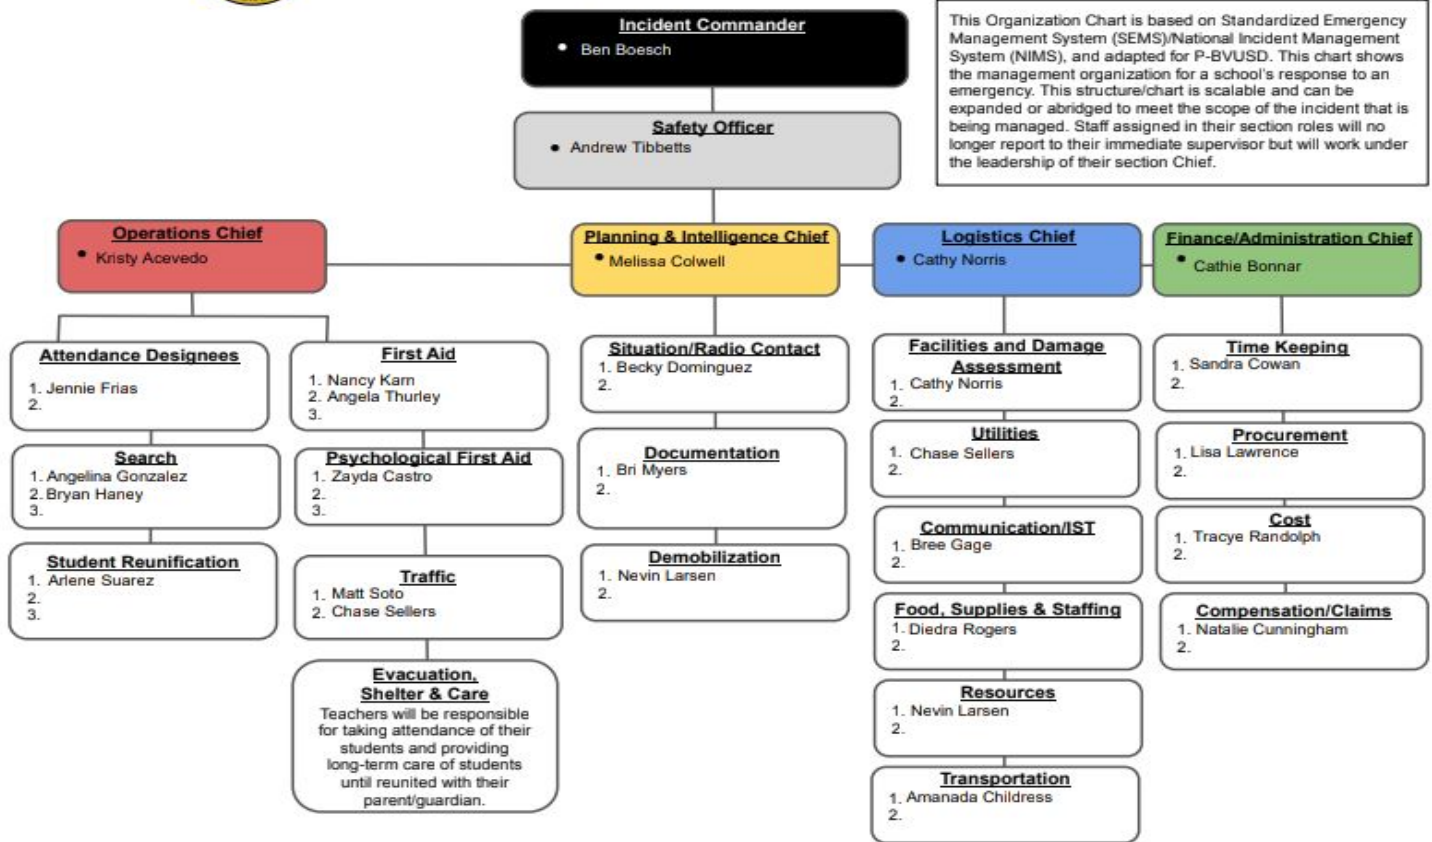 Incident Commander
• Ben Boesch
This Organization Chart is based on Standardized Emergency
Management System (SEMS)/National Incident Management
System (NIMS), and adapted for P-BVUSD. This chart shows
the management organization for a school's response to an
emergency. This structure/chart is scalable and can be
expanded or abridged to meet the scope of the incident that is
being managed. Staff assigned in their section roles will no
longer report to their immediate supervisor but will work under
the leadership of their section Chief.
Safety Officer
• Andrew Tibbetts
Operations Chief
• Kristy Acevedo
Planning & Intelligence Chief
• Melissa Colwell
Logistics Chief
• Cathy Norris
Finance/Administration Chief
• Cathie Bonnar
Attendance Designees
1. Jennie Frias
2.
Search
1. Angelina Gonzalez
2. Bryan Haney
3.
Student Reunification
1. Arlene Suarez
2.
3.
First Aid
1. Nancy Karn
2. Angela Thurley
3.
Psychological First Aid
1. Zayda Castro
2.
3.
Traffic
1. Matt Soto
2. Chase Sellers
Evacuation,
Shelter & Care
Teachers will be responsible
for taking attendance of their
students and providing
long-term care of students
until reunited with their
parent/guardian.
Situation/Radio Contact
1. Becky Dominguez
2.
Documentation
1. Bri Myers
2.
Demobilization
1. Nevin Larsen
2.
Facilities and Damage
Assessment
1. Cathy Norris
2.
Utilities
1. Chase Sellers
2.
Communication/IST
1. Bree Gage
2.
Food, Supplies & Staffing
1. Diedra Rogers
2.
Resources
1. Nevin Larsen
2.
Transportation
1. Amanada Childress
2.
Time Keeping
1. Sandra Cowan
2.
Procurement
1. Lisa Lawrence
2.
Cost
1. Tracye Randolph
2.
Compensation/Claims
1. Natalie Cunningham
2.